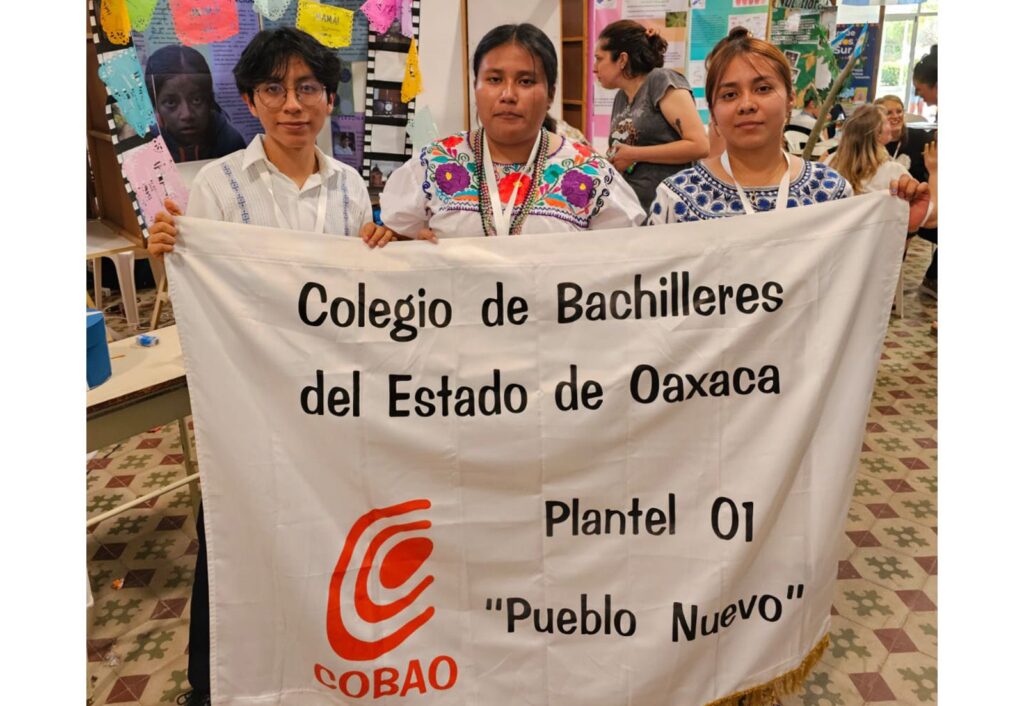 Colegio de Bachilleres
del Estado de Oaxaca
Plantel 01
"Pueblo Nuevo"
COBAO